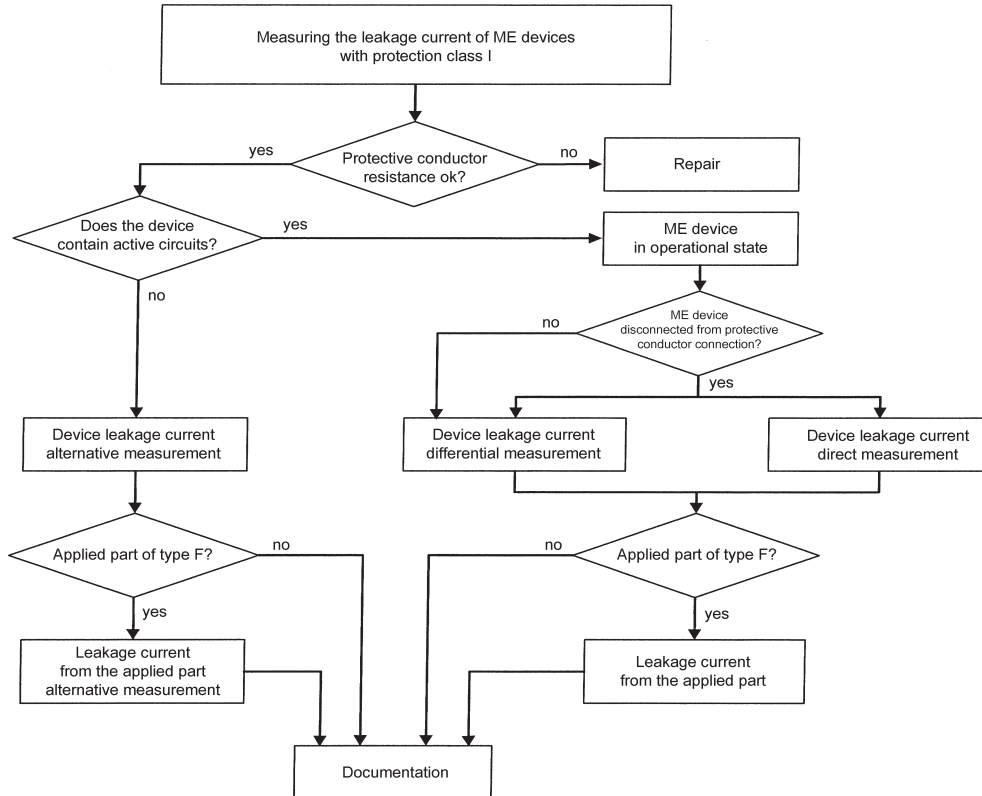 Measuring the leakage current of ME devices
with protection class I
yes
Protective conductor
resistance ok?
no
Repair
Does the device
contain active circuits?
yes
ME device
in operational state
no
no
ME device
disconnected from protective
conductor connection?
yes
Device leakage current
alternative measurement
Device leakage current
differential measurement
Device leakage current
direct measurement
Applied part of type F?
no
no
Applied part of type F?
yes
yes
Leakage current
from the applied part
alternative measurement
Leakage current
from the applied part
Documentation